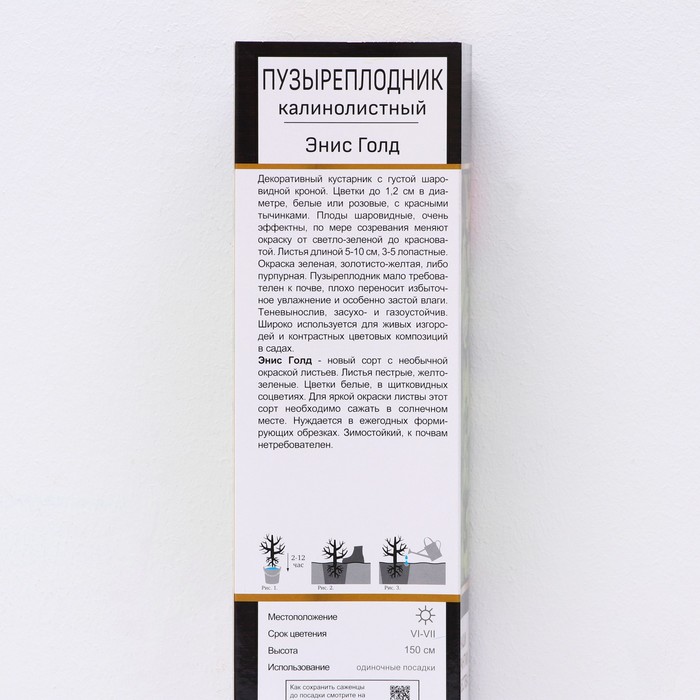 ПУЗЫРЕПЛОДНИК
КАЛИНОЛИСТНЫЙ
Энис Голд
Декоративный кустарник с густой шаро-
видной кроной. Цветки до 1,2 см в диа-
метре, белые или розовые, с красными
тычинками. Плоды шаровидные, очень
эффектны, по мере созревания меняют
окраску от светло-зеленой до краснова-
той. Листья длиной 5-10 см, 3-5 лопастные.
Окраска зеленая, золотисто-желтая, либо
пурпурная. Пузыреплодник мало требова-
телен к почве, плохо переносит избыточ-
ное увлажнение и особенно застой влаги.
Теневынослив, засухо- и газоустойчив.
Широко используется для живых изгоро-
дей и контрастных цветовых композиций
в садах.
Энис Голд - новый сорт с необычной
окраской листьев. Листья пестрые, желто-
зеленые. Цветки белые, в щитковидных
соцветиях. Для яркой окраски листвы этот
сорт необходимо сажать в солнечном
месте. Нуждается в ежегодных форми-
рующих обрезках. Зимостойкий, к почвам
нетребователен.
2-12
час
Рис. 1. Рис. 2. Рис. 3.
Местоположение
Срок цветения VI-VII
Высота 150 см
Использование одиночные посадки
Как сохранить саженцы
до посадки смотрите на